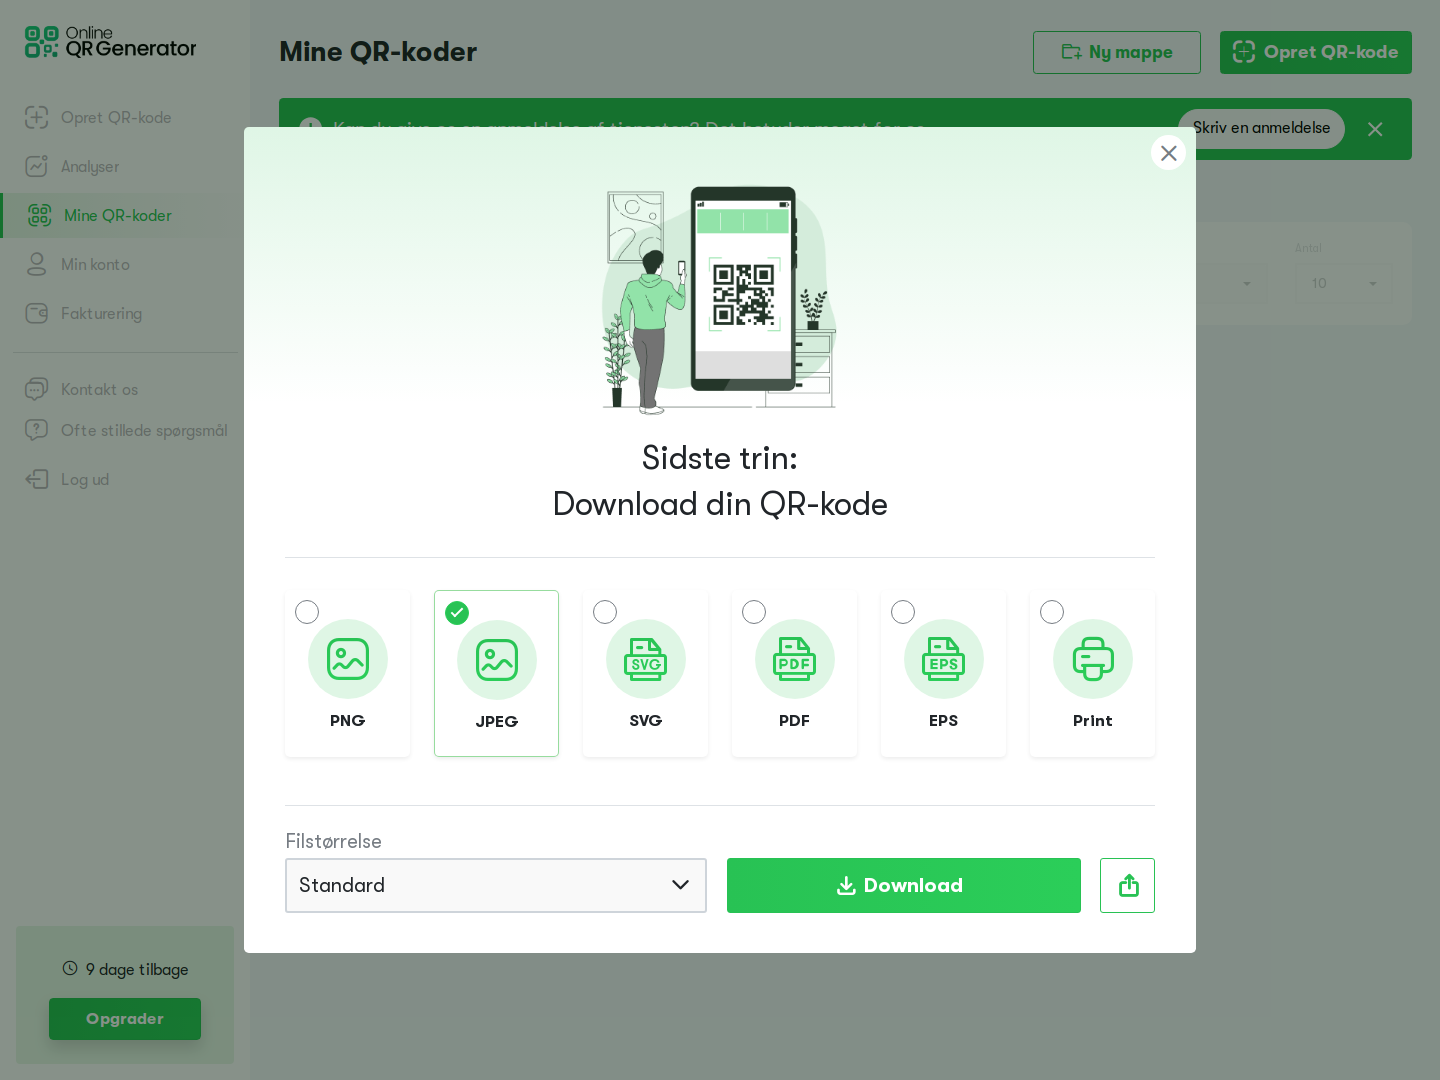 Online
QR Generator
Opret QR-kode
Analyser
Mine QR-koder
Min konto
Fakturering
Kontakt os
Ofte stillede spørgsmål
Log ud
9 dage tilbage
Opgrader
Mine QR-koder
Ny mappe
Opret QR-kode
Skriv en anmeldelse
Antal
10
Sidste trin:
Download din QR-kode
PNG
JPEG
SVG
SVG
PDF
PDF
EPS
EPS
Print
Filstørrelse
Standard
Download